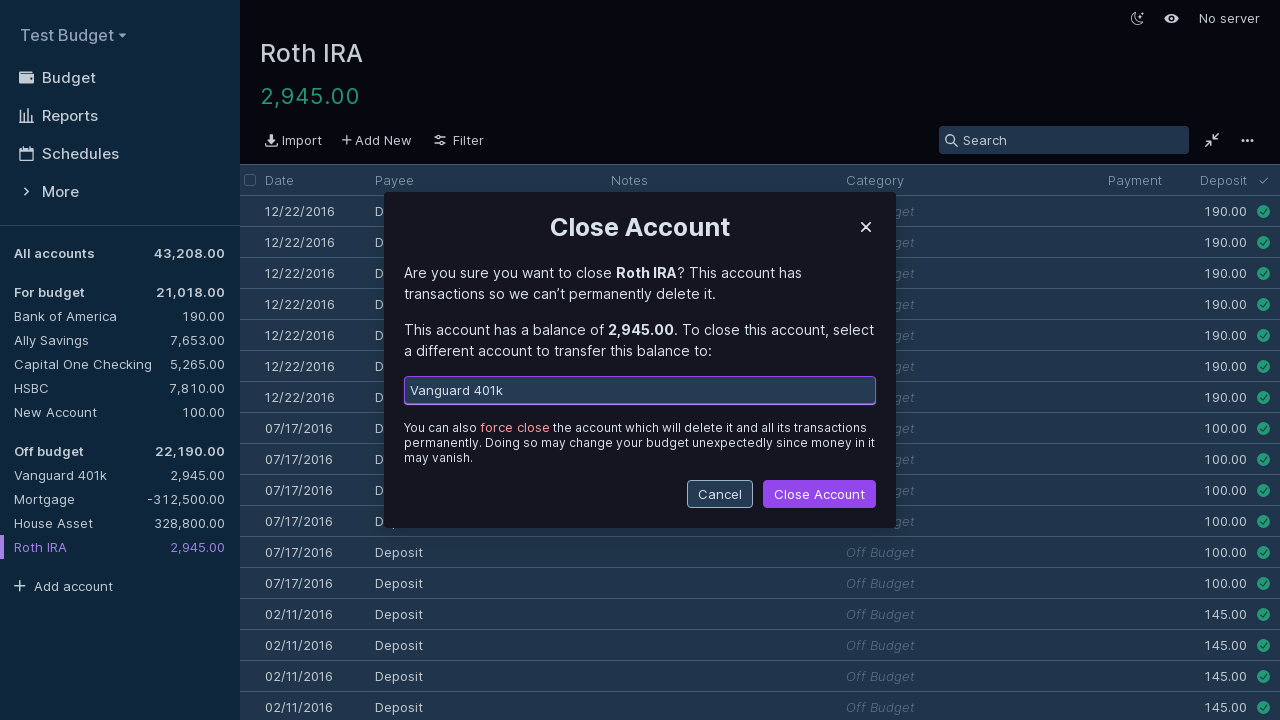 Test Budget
Budget
Reports
Schedules
More
All accounts 43,208.00
For budget 21,018.00
Bank of America 190.00
Ally Savings 7,653.00
Capital One Checking 5,265.00
HSBC 7,810.00
New Account 100.00
Off budget 22,190.00
Vanguard 401k 2,945.00
Mortgage -312,500.00
House Asset 328,800.00
Roth IRA 2,945.00
Add account
No server
Roth IRA
2,945.00
Import Add New Filter Search
Date Payee Notes Category Payment Deposit
12/22/2016 190.00
12/22/2016 190.00
12/22/2016 190.00
12/22/2016 190.00
12/22/2016 190.00
12/22/2016 190.00
12/22/2016 190.00
07/17/2016 100.00
07/17/2016 100.00
07/17/2016 100.00
07/17/2016 100.00
07/17/2016 Deposit Off Budget 100.00
07/17/2016 Deposit Off Budget 100.00
02/11/2016 Deposit Off Budget 145.00
02/11/2016 Deposit Off Budget 145.00
02/11/2016 Deposit Off Budget 145.00
02/11/2016 Deposit Off Budget 145.00
Close Account
Are you sure you want to close Roth IRA? This account has
transactions so we can’t permanently delete it.
This account has a balance of 2,945.00. To close this account, select
a different account to transfer this balance to:
Vanguard 401k
You can also force close the account which will delete it and all its transactions
permanently. Doing so may change your budget unexpectedly since money in it
may vanish.
Cancel Close Account